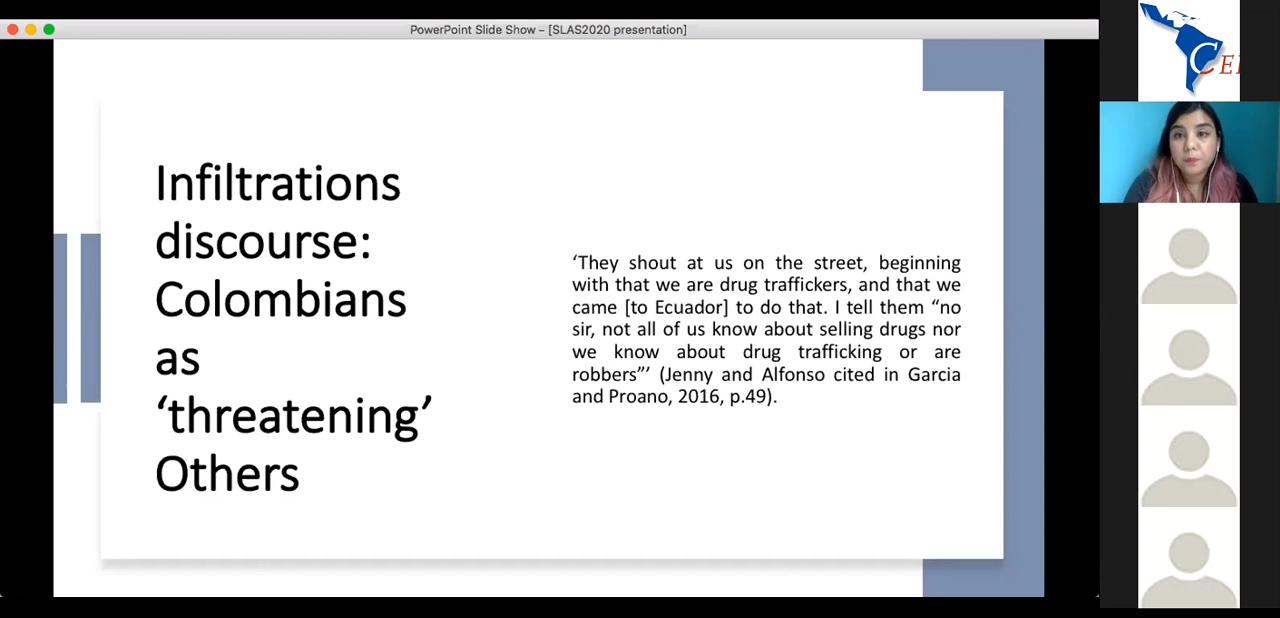 PowerPoint Slide Show – [SLAS2020 presentation]
Infiltrations
discourse:
Colombians
as
‘threatening’
Others
‘They shout at us on the street, beginning
with that we are drug traffickers, and that we
came [to Ecuador] to do that. I tell them “no
sir, not all of us know about selling drugs nor
we know about drug trafficking or are
robbers”’ (Jenny and Alfonso cited in Garcia
and Proano, 2016, p.49).